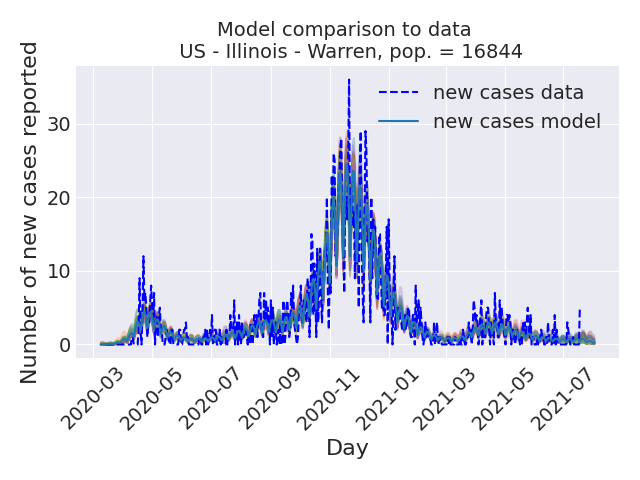 Model comparison to data
US - Illinois - Warren, pop. = 16844
Number of new cases reported
30
20
10
0
new cases data
new cases model
2020-03
2020-05
2020-07
2020-09
2020-11
2021-01
2021-03
2021-05
2021-07
Day